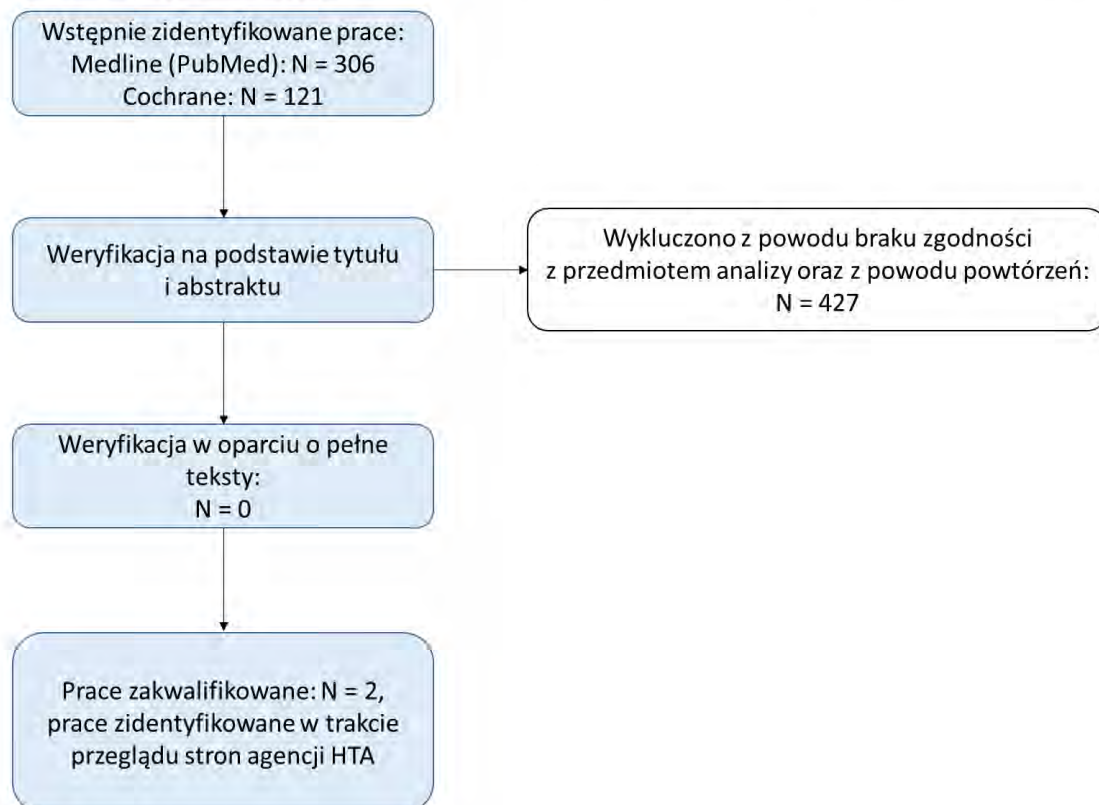 Wstępnie zidentyfikowane prace:
Medline (PubMed): N = 306
Cochrane: N = 121
Weryfikacja na podstawie tytułu
i abstraktu
Wykluczono z powodu braku zgodności
z przedmiotem analizy oraz z powodu powtórzeń:
N = 427
Weryfikacja w oparciu o pełne
teksty:
N = 0
Prace zakwalifikowane: N = 2,
prace zidentyfikowane w trakcie
przeglądu stron agencji HTA